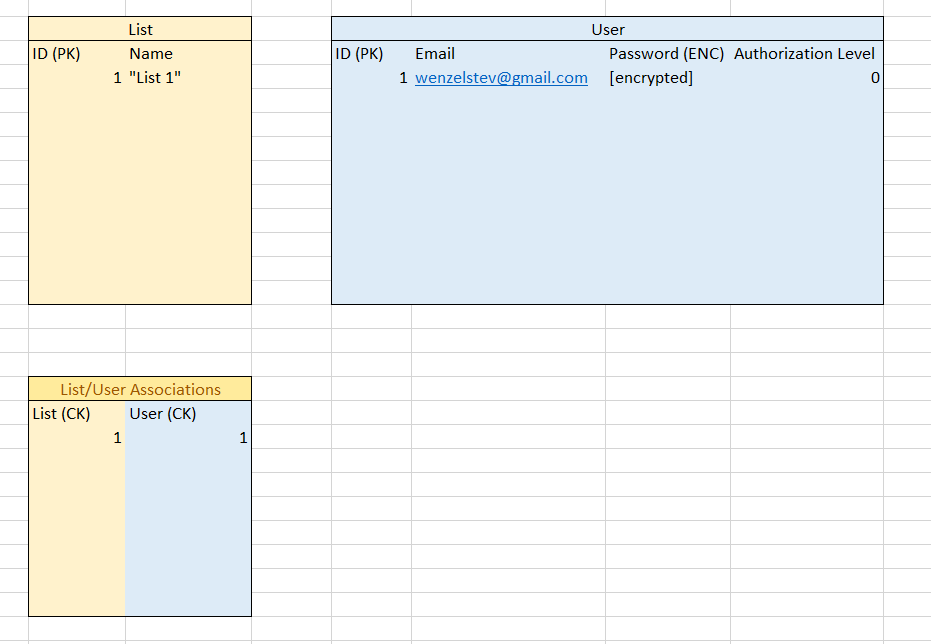 List
ID (PK) Name
1 "List 1"
User
ID (PK) Email Password (ENC) Authorization Level
1 wenzelstev@gmail.com [encrypted] 0
List/User Associations
List (CK) User (CK)
1 1